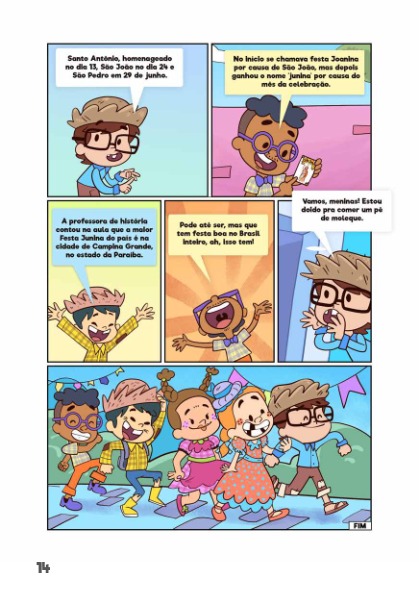 Santo Antônio, homenageado
no dia 13, São João no dia 24 e
São Pedro em 29 de junho.
No início se chamava festa Joanina
por causa de São João, mas depois
ganhou o nome 'junina' por causa do
mês da celebração.
A professora de história
contou na aula que a maior
Festa Junina do país é na
cidade de Campina Grande,
no estado da Paraíba.
Pode até ser, mas que
tem festa boa no Brasil
inteiro, ah, isso tem!
Vamos, meninas! Estou
doido pra comer um pé
de moleque.
FIM
14